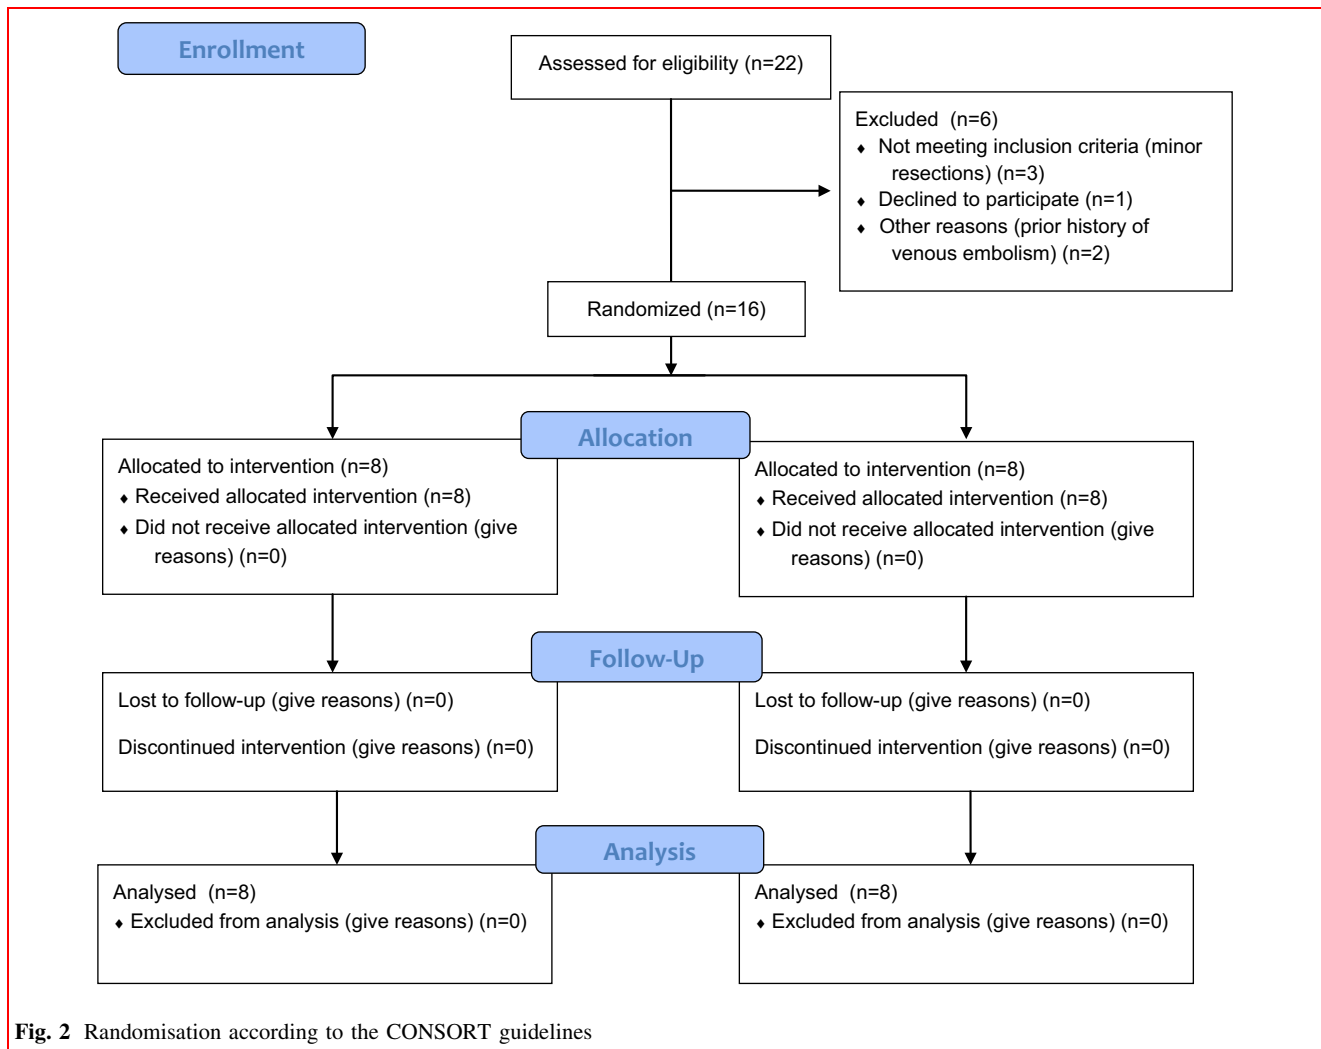 Enrollment
Assessed for eligibility (n=22)
Excluded (n=6)
♦ Not meeting inclusion criteria (minor
resections) (n=3)
♦ Declined to participate (n=1)
♦ Other reasons (prior history of
venous embolism) (n=2)
Randomized (n=16)
Allocation
Allocated to intervention (n=8)
♦ Received allocated intervention (n=8)
♦ Did not receive allocated intervention (give
reasons) (n=0)
Allocated to intervention (n=8)
♦ Received allocated intervention (n=8)
♦ Did not receive allocated intervention (give
reasons) (n=0)
Follow-Up
Lost to follow-up (give reasons) (n=0)
Discontinued intervention (give reasons) (n=0)
Lost to follow-up (give reasons) (n=0)
Discontinued intervention (give reasons) (n=0)
Analysis
Analysed (n=8)
♦ Excluded from analysis (give reasons) (n=0)
Analysed (n=8)
♦ Excluded from analysis (give reasons) (n=0)
Fig. 2 Randomisation according to the CONSORT guidelines